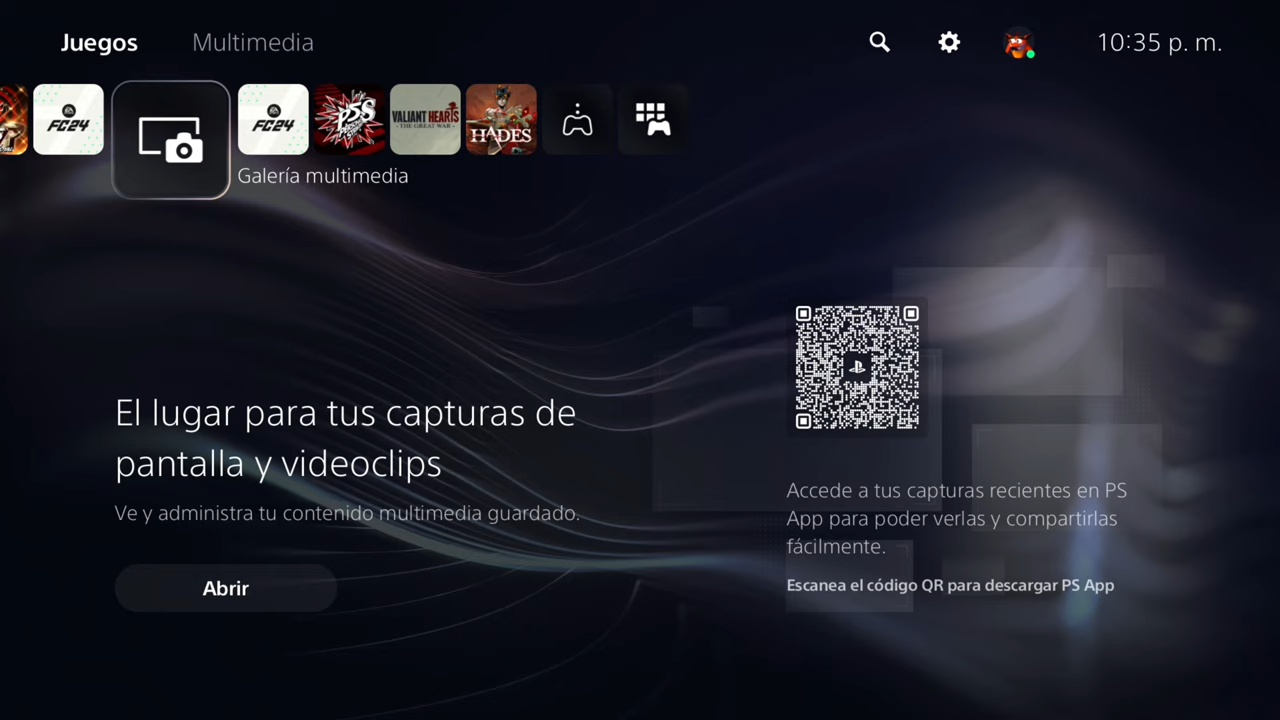 Juegos
Multimedia
10:35 p. m.
FC24
FC24
P5S
VALIANT HEARTS
- THE GREAT WAR -
HADES
Galería multimedia
El lugar para tus capturas de
pantalla y videoclips
Ve y administra tu contenido multimedia guardado.
Abrir
Accede a tus capturas recientes en PS
App para poder verlas y compartirlas
fácilmente.
Escanea el código QR para descargar PS App